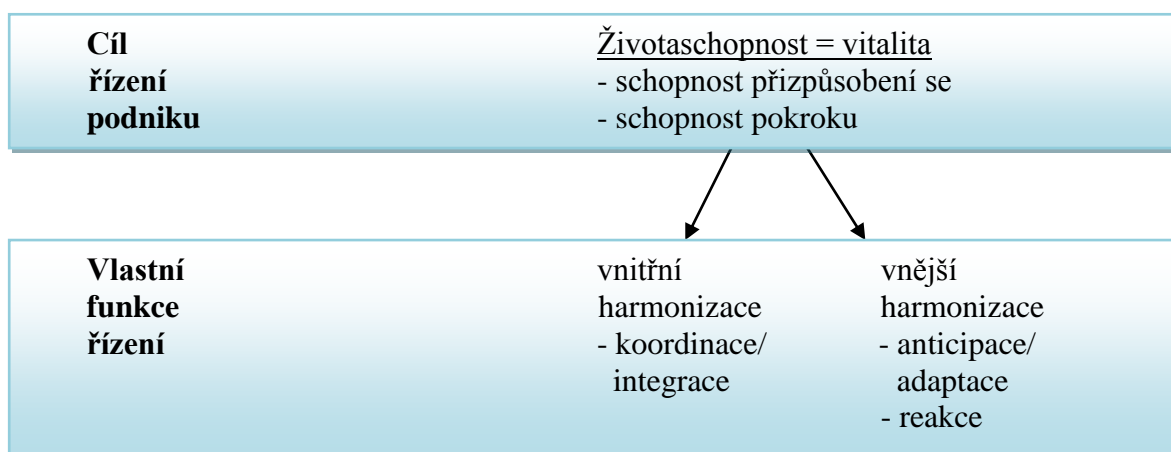 Cíl
řízení
podniku
Životaschopnost = vitalita
- schopnost přizpůsobení se
- schopnost pokroku
Vlastní
funkce
řízení
vnitřní
harmonizace
- koordinace/
integrace
vnější
harmonizace
- anticipace/
adaptace
- reakce